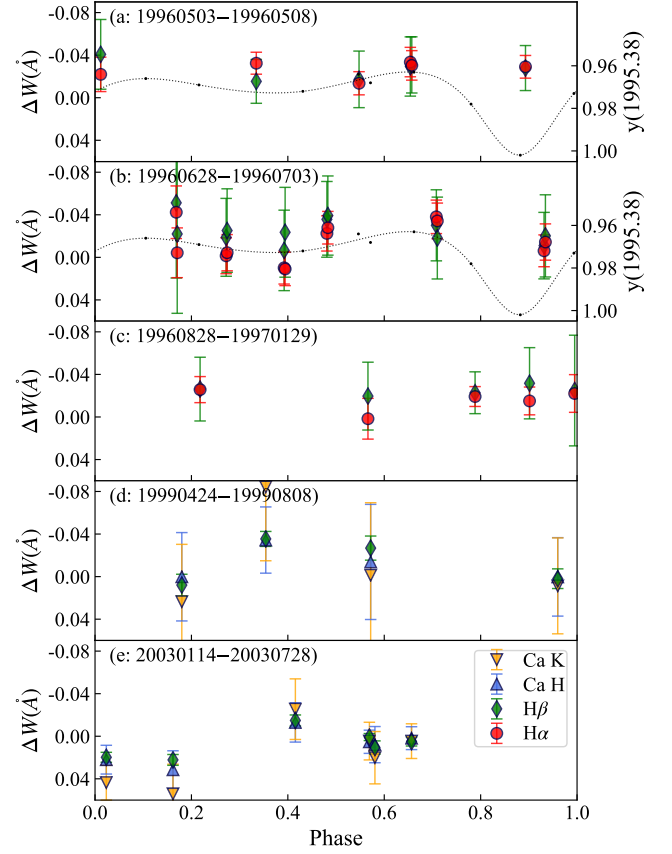 (a: 19960503−19960508)
-0.08
-0.04
0.00
0.04
ΔW(Å)
0.96
0.98
1.00
y(1995.38)
(b: 19960628−19960703)
-0.08
-0.04
0.00
0.04
ΔW(Å)
0.96
0.98
1.00
y(1995.38)
(c: 19960828−19970129)
-0.08
-0.04
0.00
0.04
ΔW(Å)
(d: 19990424−19990808)
-0.08
-0.04
0.00
0.04
ΔW(Å)
(e: 20030114−20030728)
-0.08
-0.04
0.00
0.04
ΔW(Å)
Ca K
Ca H
Hβ
Hα
0.0 0.2 0.4 0.6 0.8 1.0
Phase